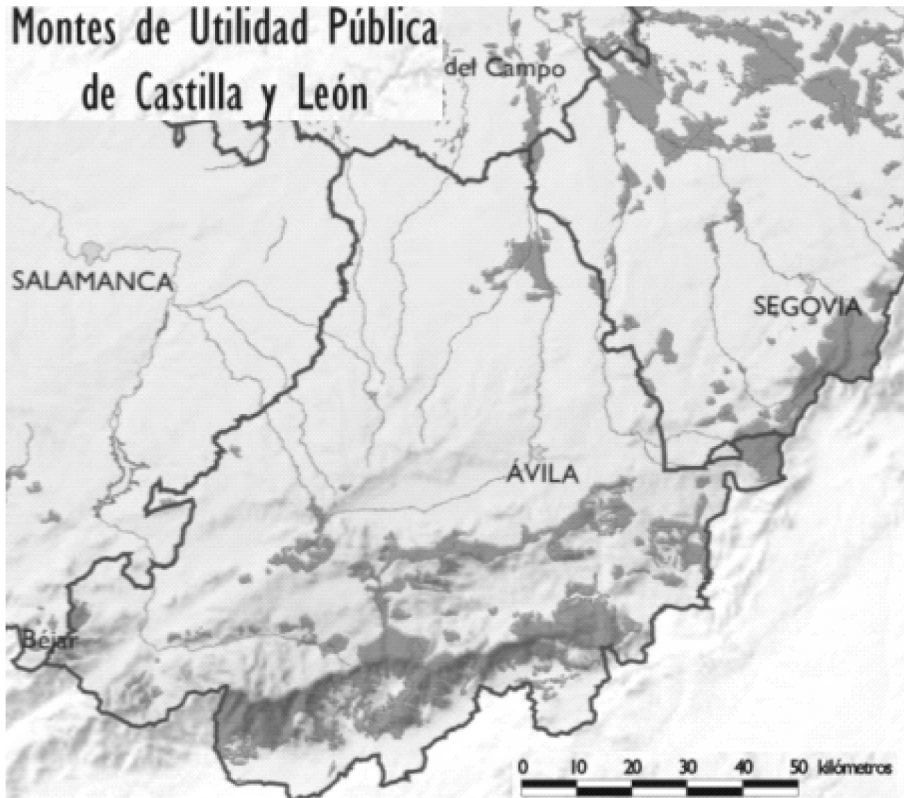 Montes de Utilidad Pública
de Castilla y León
del Campo
SALAMANCA
SEGOVIA
ÁVILA
Béjar
0 10 20 30 40 50 kilómetros